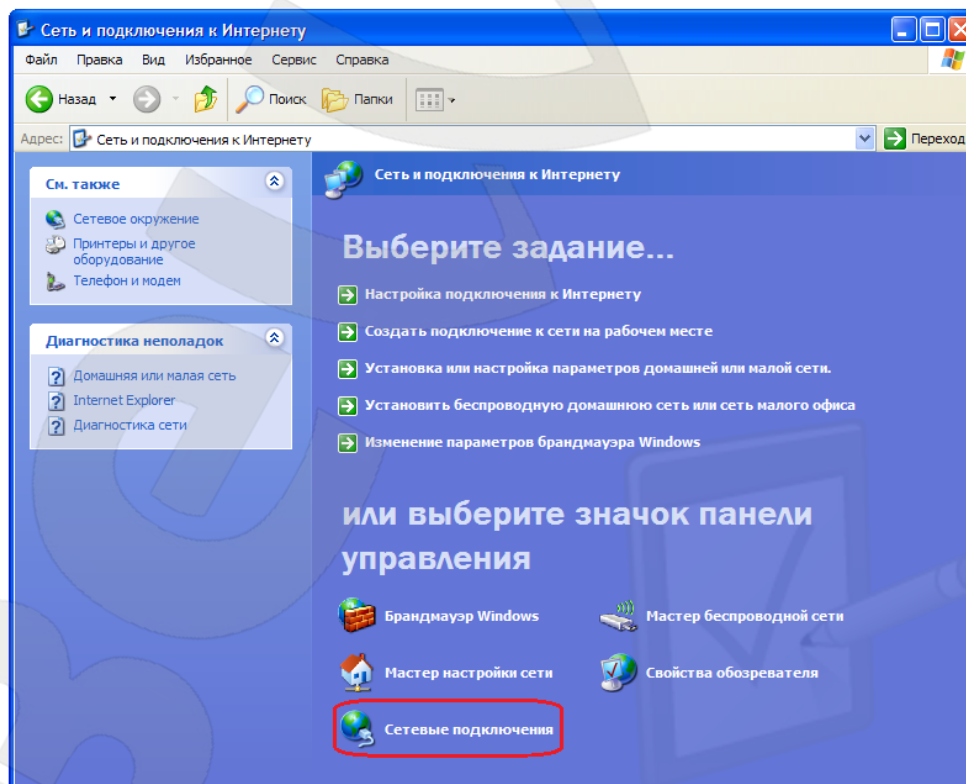 Сеть и подключения к Интернету
Файл Правка Вид Избранное Сервис Справка
Назад Поиск Папки
Адрес: Сеть и подключения к Интернету Переход
См. также
Сетевое окружение
Принтеры и другое
оборудование
Телефон и модем
Диагностика неполадок
Домашняя или малая сеть
Internet Explorer
Диагностика сети
Сеть и подключения к Интернету
Выберите задание...
Настройка подключения к Интернету
Создать подключение к сети на рабочем месте
Установка или настройка параметров домашней или малой сети.
Установить беспроводную домашнюю сеть или сеть малого офиса
Изменение параметров брандмауэра Windows
или выберите значок панели
управления
Брандмауэр Windows Мастер беспроводной сети
Мастер настройки сети Свойства обозревателя
Сетевые подключения